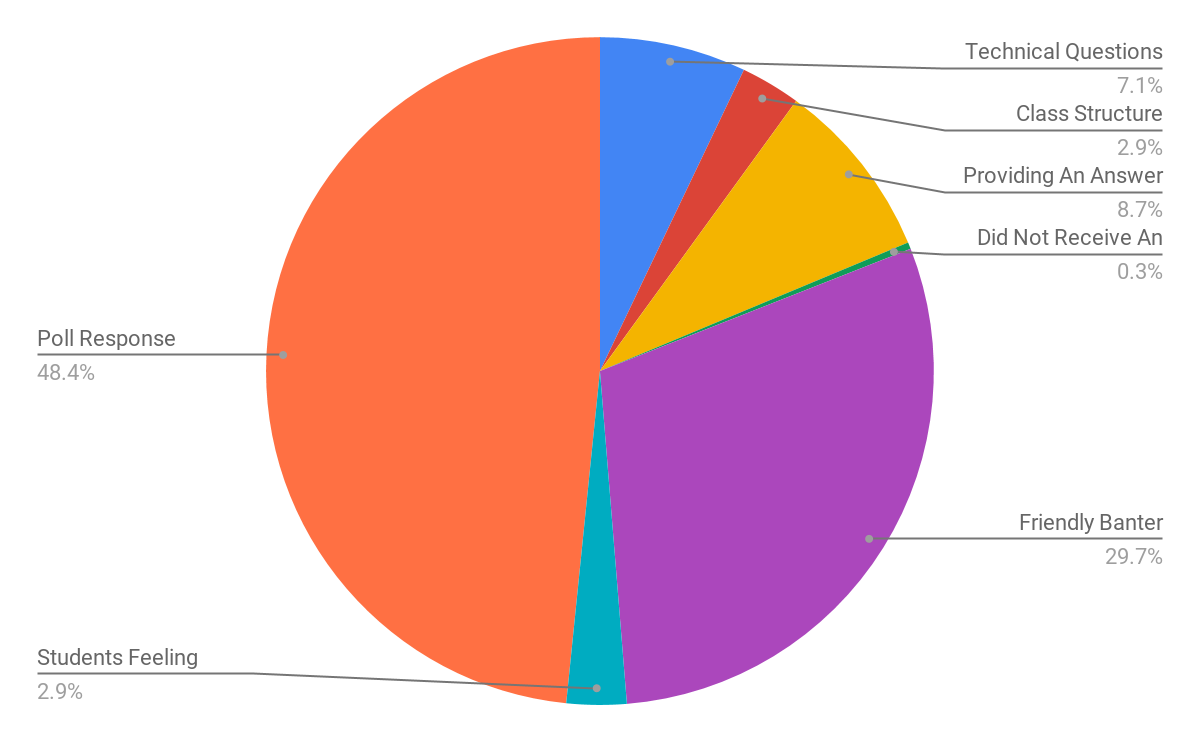 Technical Questions
7.1%
Class Structure
2.9%
Providing An Answer
8.7%
Did Not Receive An
0.3%
Poll Response
48.4%
Friendly Banter
29.7%
Students Feeling
2.9%